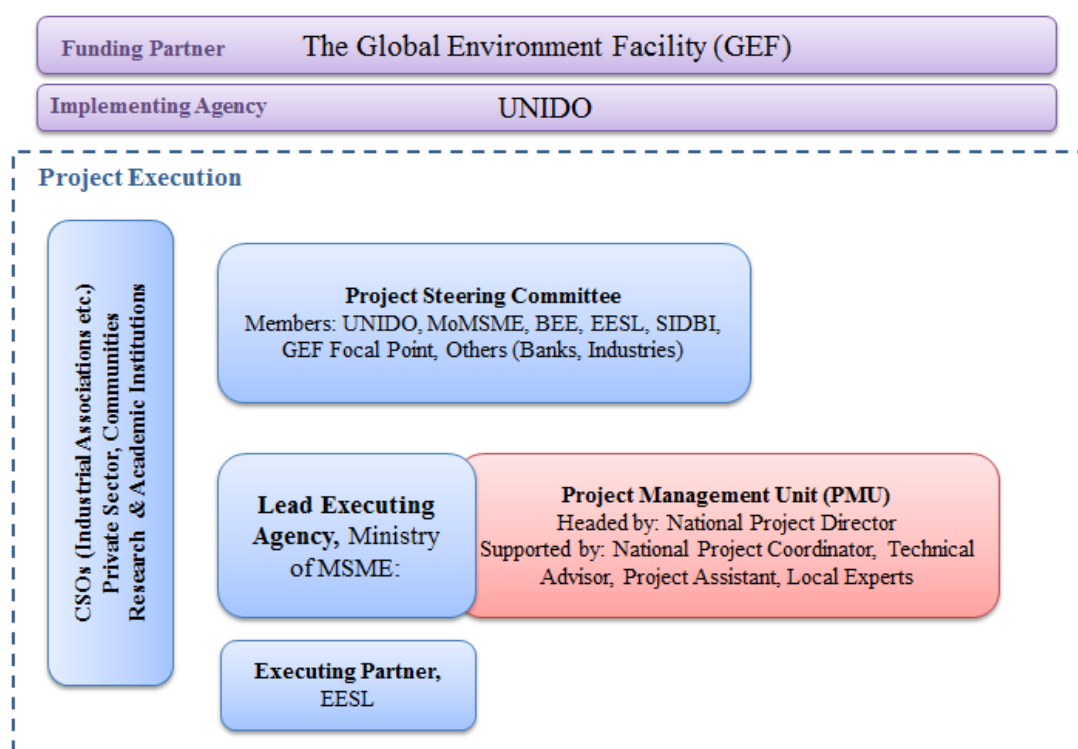 Funding Partner The Global Environment Facility (GEF)
Implementing Agency UNIDO
Project Execution
CSOs (Industrial Associations etc.)
Private Sector, Communities
Research & Academic Institutions
Project Steering Committee
Members: UNIDO, MoMSME, BEE, EESL, SIDBI,
GEF Focal Point, Others (Banks, Industries)
Lead Executing
Agency, Ministry
of MSME:
Project Management Unit (PMU)
Headed by: National Project Director
Supported by: National Project Coordinator, Technical
Advisor, Project Assistant, Local Experts
Executing Partner,
EESL